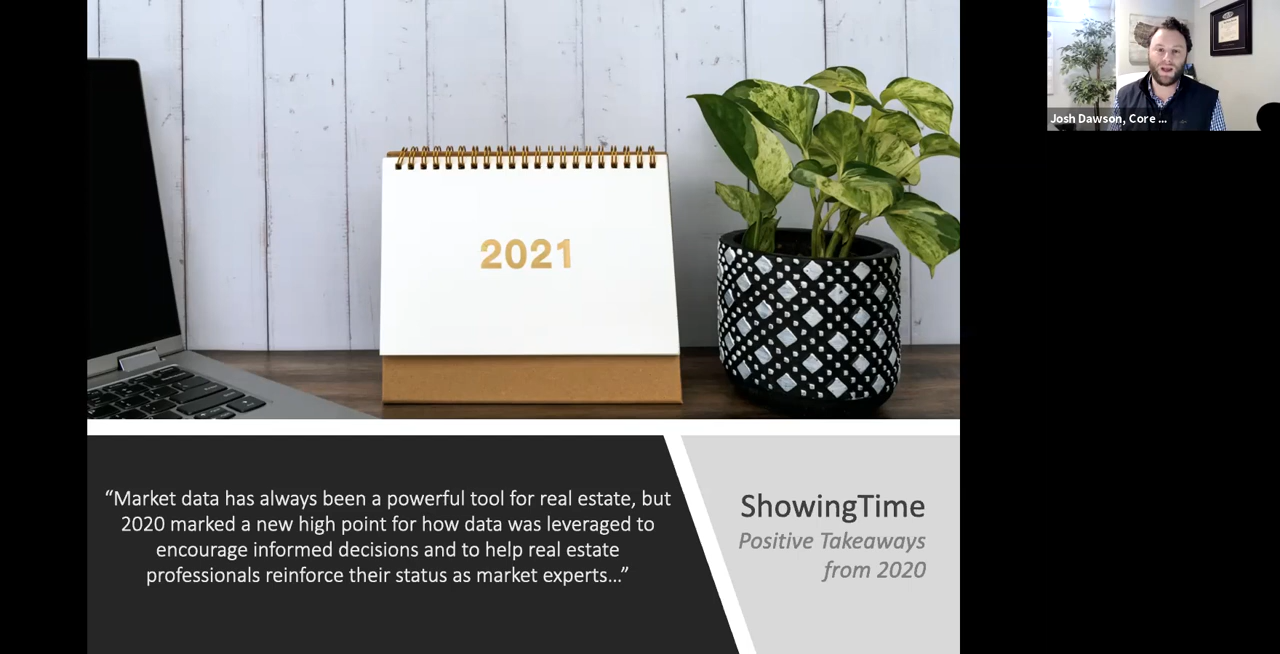 Josh Dawson, Core ...
2021
“Market data has always been a powerful tool for real estate, but
2020 marked a new high point for how data was leveraged to
encourage informed decisions and to help real estate
professionals reinforce their status as market experts…”
ShowingTime
Positive Takeaways
from 2020